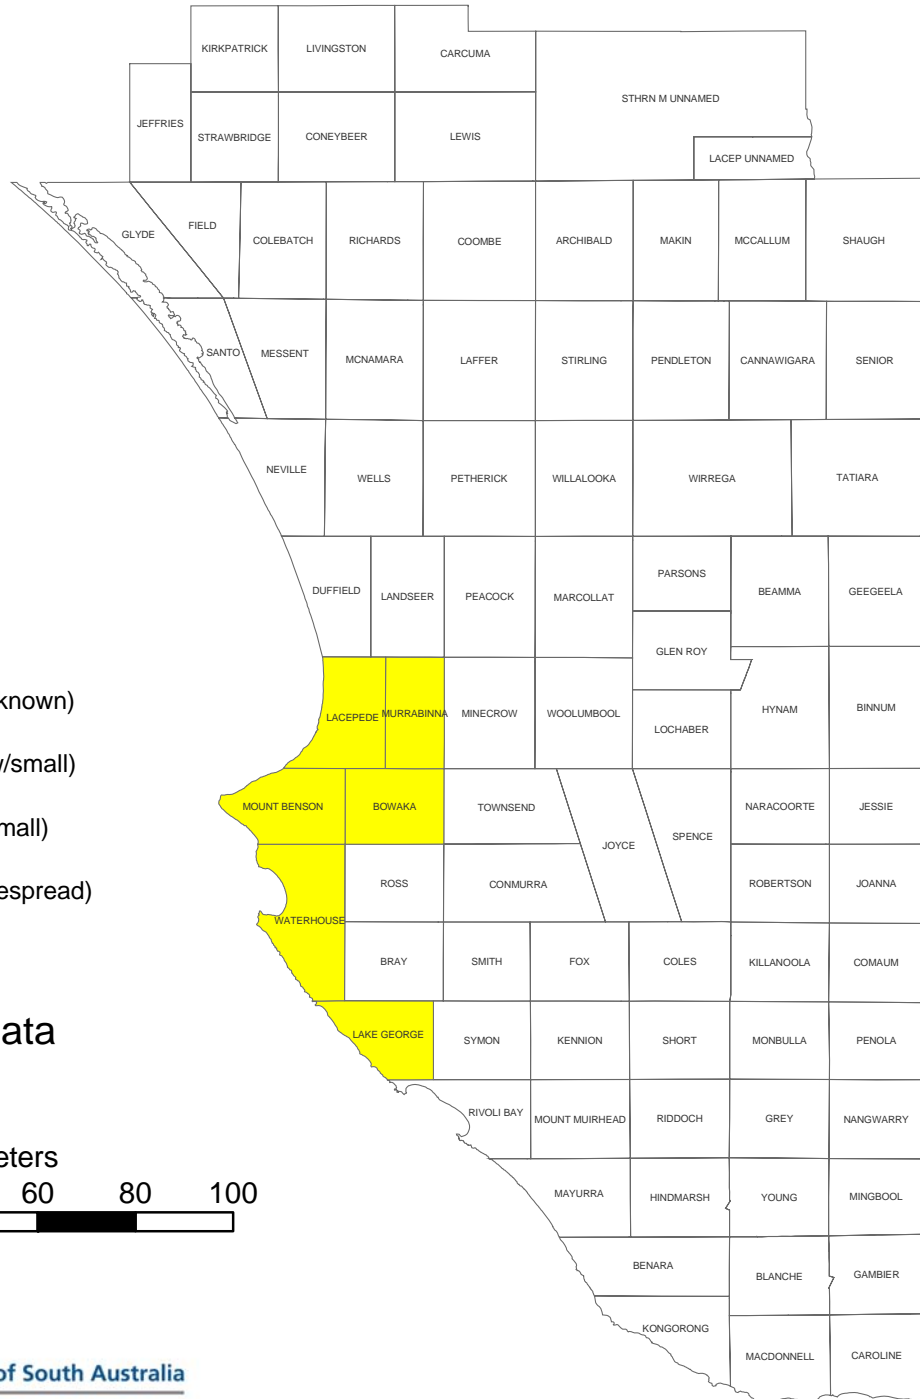 KIRKPATRICK LIVINGSTON CARCUMA
STHRN M UNNAMED
JEFFRIES STRAWBRIDGE CONEYBEER LEWIS
LACEP UNNAMED
GLYDE FIELD COLEBATCH RICHARDS COOMBE ARCHIBALD MAKIN MCCALLUM SHAUGH
SANTO MESSENT MCNAMARA LAFFER STIRLING PENDLETON CANNAWIGARA SENIOR
NEVILLE WELLS PETHERICK WILLALOOKA WIRREGA TATIARA
DUFFIELD LANDSEER PEACOCK MARCOLLAT PARSONS BEAMMA GEEGEELA
GLEN ROY
LACEPEDE MURRABINNA MINECROW WOOLUMBOOL LOCHABER HYNAM BINNUM
MOUNT BENSON BOWAKA TOWNSEND JOYCE SPENCE NARACOORTE JESSIE
WATERHOUSE ROSS CONMURRA ROBERTSON JOANNA
BRAY SMITH FOX COLES KILLANOOLA COMAUM
LAKE GEORGE SYMON KENNION SHORT MONBULLA PENOLA
RIVOLI BAY MOUNT MUIRHEAD RIDDOCH GREY NANGWARRY
MAYURRA HINDMARSH YOUNG MINGBOOL
BENARA BLANCHE GAMBIER
KONGORONG MACDONNELL CAROLINE
known)
/small)
mall)
espread)
ata
eters
60 80 100
of South Australia